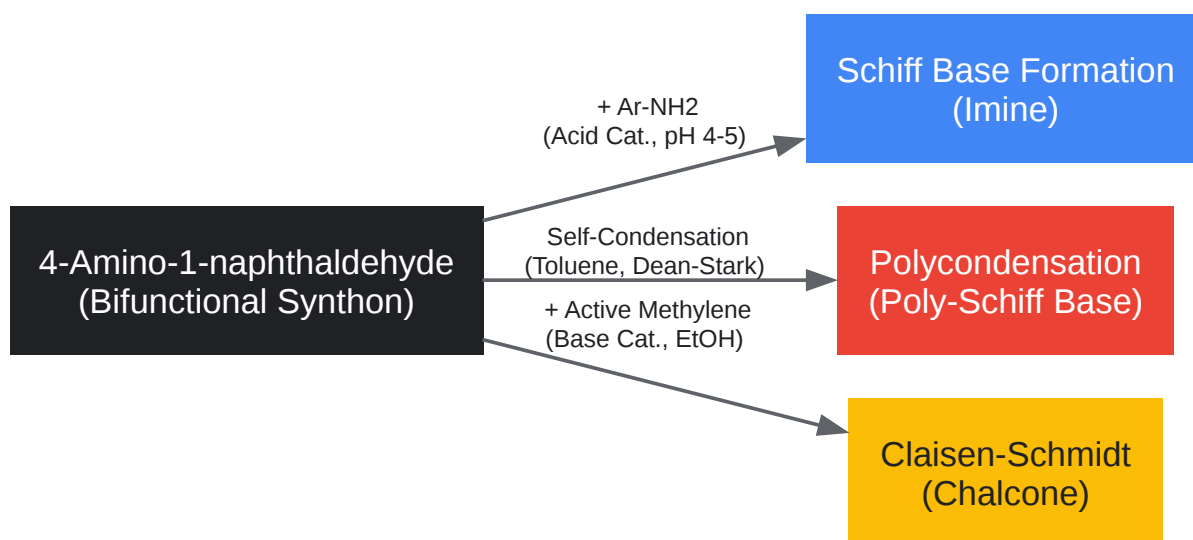 4-Amino-1-naphthaldehyde
(Bifunctional Synthon)
+ Ar-NH2
(Acid Cat., pH 4-5)
Schiff Base Formation
(Imine)
Self-Condensation
(Toluene, Dean-Stark)
Polycondensation
(Poly-Schiff Base)
+ Active Methylene
(Base Cat., EtOH)
Claisen-Schmidt
(Chalcone)